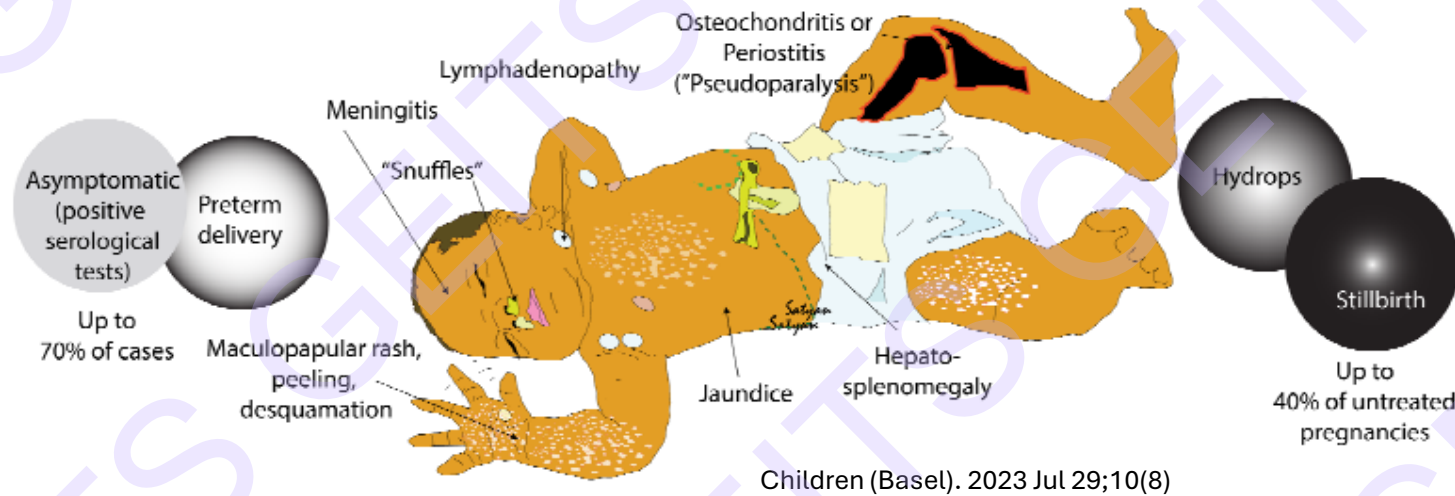 Osteochondritis or
Periostitis
("Pseudoparalysis")
Lymphadenopathy
Meningitis
"Snuffles"
Asymptomatic
(positive
serological
tests)
Preterm
delivery
Up to
70% of cases
Maculopapular rash,
peeling,
desquamation
Jaundice
Satyan
Satyan
Hepato-
splenomegaly
Hydrops
Stillbirth
Up to
40% of untreated
pregnancies
Children (Basel). 2023 Jul 29;10(8)